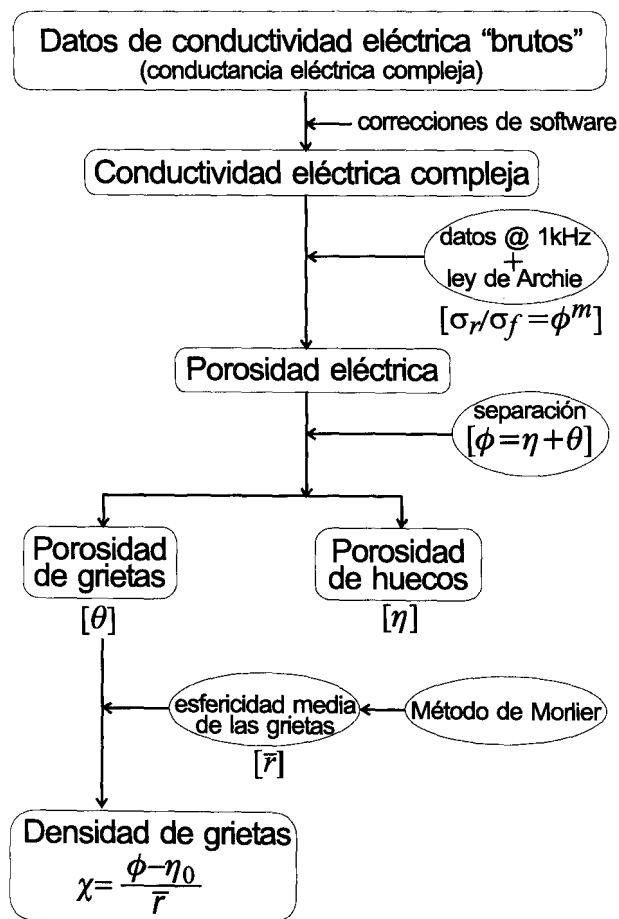 Datos de conductividad eléctrica “brutos”
(conductancia eléctrica compleja)
correcciones de software
Conductividad eléctrica compleja
datos @ 1kHz
+
ley de Archie
[σr/σf=ϕ^m]
Porosidad eléctrica
separación
[ϕ=η+θ]
Porosidad
de grietas
[θ]
Porosidad
de huecos
[η]
esfericidad media
de las grietas
[r̅]
Método de Morlier
Densidad de grietas
χ= (ϕ−η₀)/r̅